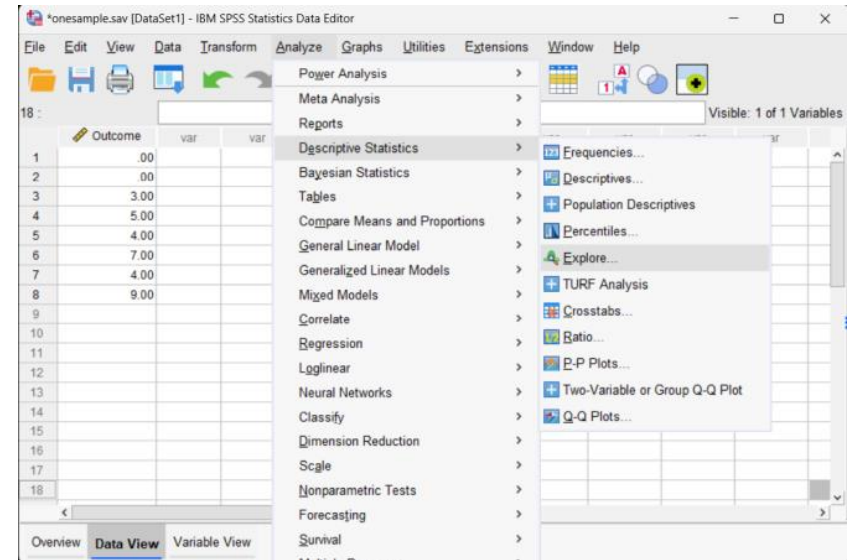 *onesample.sav [DataSet1] - IBM SPSS Statistics Data Editor
File Edit View Data Transform Analyze Graphs Utilities Extensions Window Help
18 :
Visible: 1 of 1 Variables
Outcome var var
1 .00
2 .00
3 3.00
4 5.00
5 4.00
6 7.00
7 4.00
8 9.00
9
10
11
12
13
14
15
16
17
18
Power Analysis
Meta Analysis
Reports
Descriptive Statistics
Bayesian Statistics
Tables
Compare Means and Proportions
General Linear Model
Generalized Linear Models
Mixed Models
Correlate
Regression
Loglinear
Neural Networks
Classify
Dimension Reduction
Scale
Nonparametric Tests
Forecasting
Survival
Frequencies...
Descriptives...
Population Descriptives
Percentiles...
Explore...
TURF Analysis
Crosstabs...
Ratio...
P-P Plots...
Two-Variable or Group Q-Q Plot
Q-Q Plots...
Overview Data View Variable View